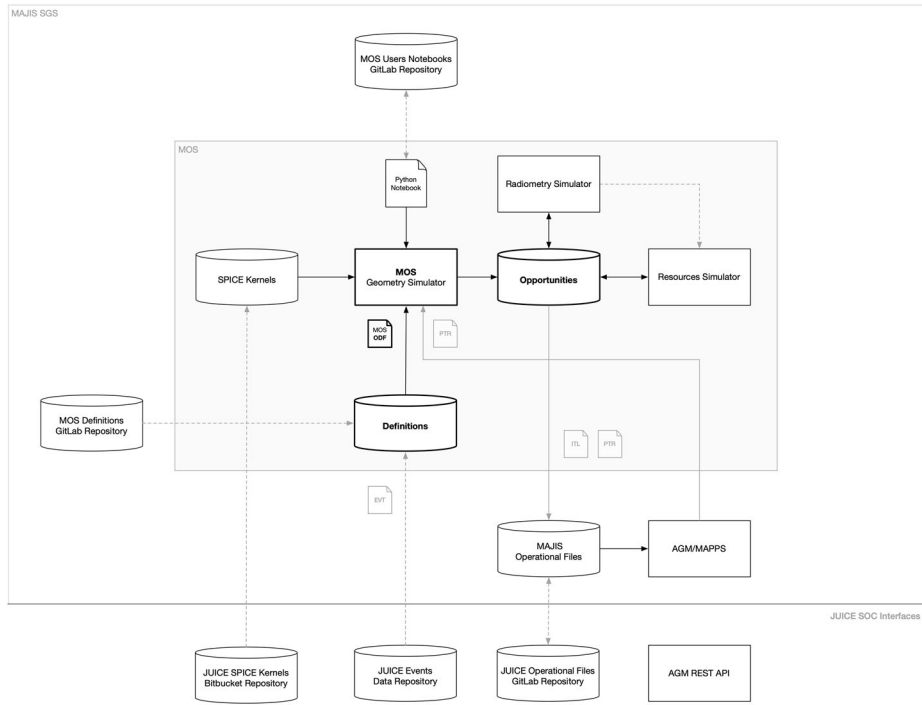 MAJIS SGS
MOS Users Notebooks
GitLab Repository
MOS
Python
Notebook
Radiometry Simulator
SPICE Kernels
MOS
Geometry Simulator
Opportunities
Resources Simulator
MOS
ODF
PTR
MOS Definitions
GitLab Repository
Definitions
ITL
PTR
EVT
MAJIS
Operational Files
AGM/MAPPS
JUICE SOC Interfaces
JUICE SPICE Kernels
Bitbucket Repository
JUICE Events
Data Repository
JUICE Operational Files
GitLab Repository
AGM REST API